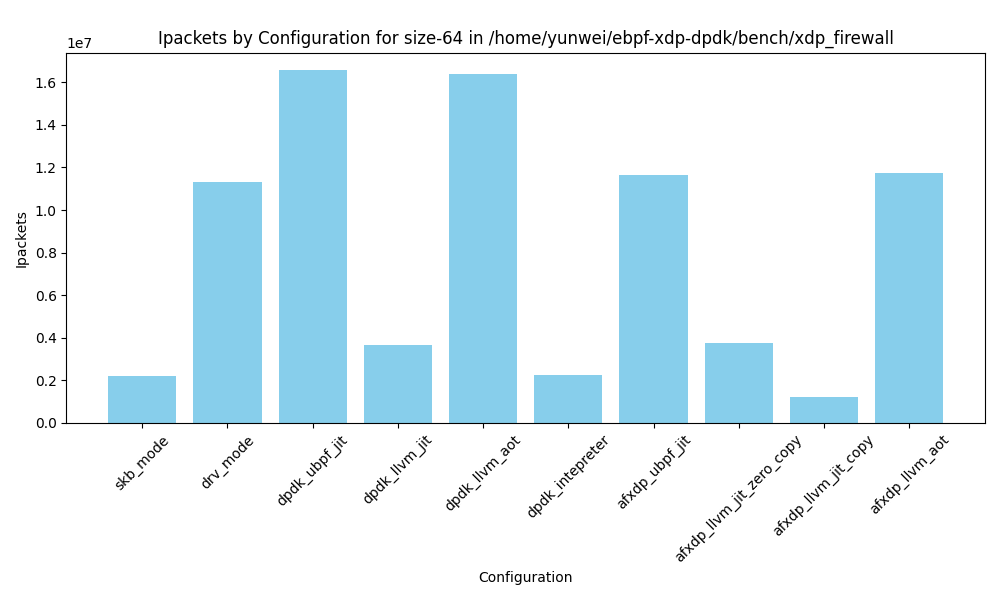 Ipackets by Configuration for size-64 in /home/yunwei/ebpf-xdp-dpdk/bench/xdp_firewall
1e7
1.6
1.4
1.2
1.0
0.8
0.6
0.4
0.2
0.0
Ipackets
skb_mode
drv_mode
dpdk_ubpf_jit
dpdk_llvm_jit
dpdk_llvm_aot
dpdk_intepreter
afxdp_ubpf_jit
afxdp_llvm_jit_zero_copy
afxdp_llvm_jit_copy
afxdp_llvm_aot
Configuration